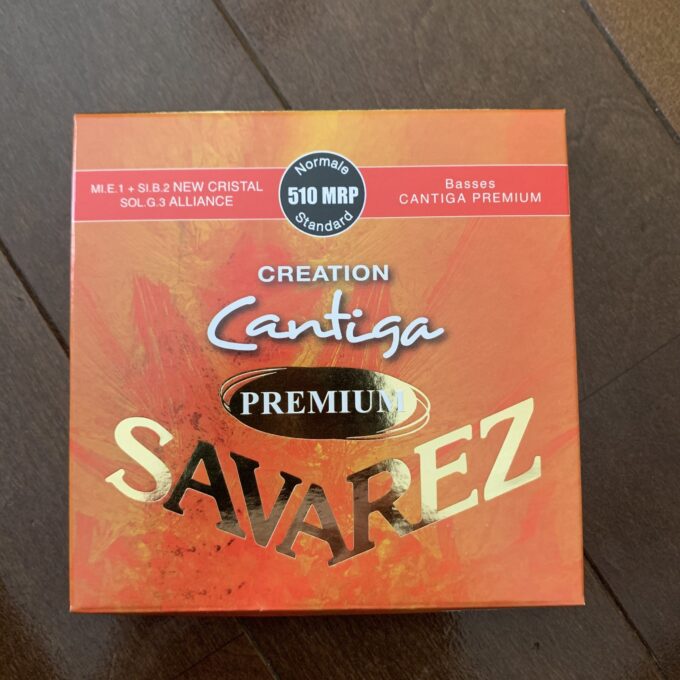 MI.E.1 + SI.B.2 NEW CRISTAL
SOL.G.3 ALLIANCE
Normale
510 MRP
Standard
Basses
CANTIGA PREMIUM
CREATION
Cantiga
PREMIUM
SAVAREZ